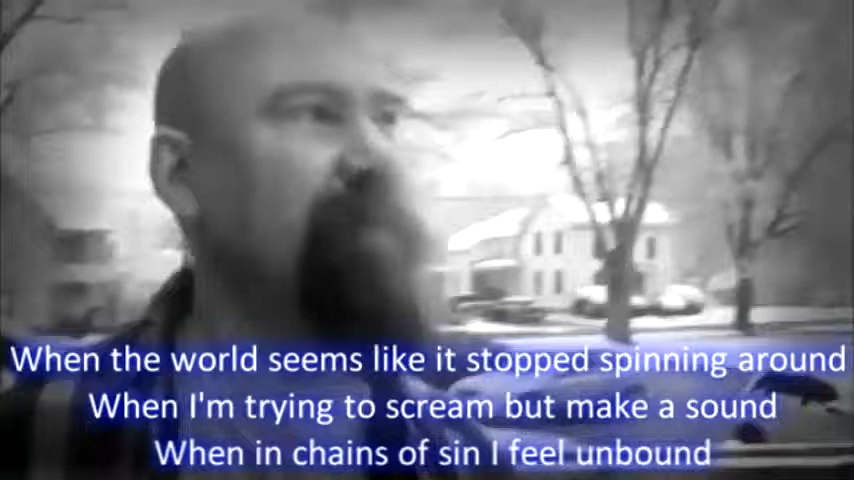 When the world seems like it stopped spinning around
When I'm trying to scream but make a sound
When in chains of sin I feel unbound